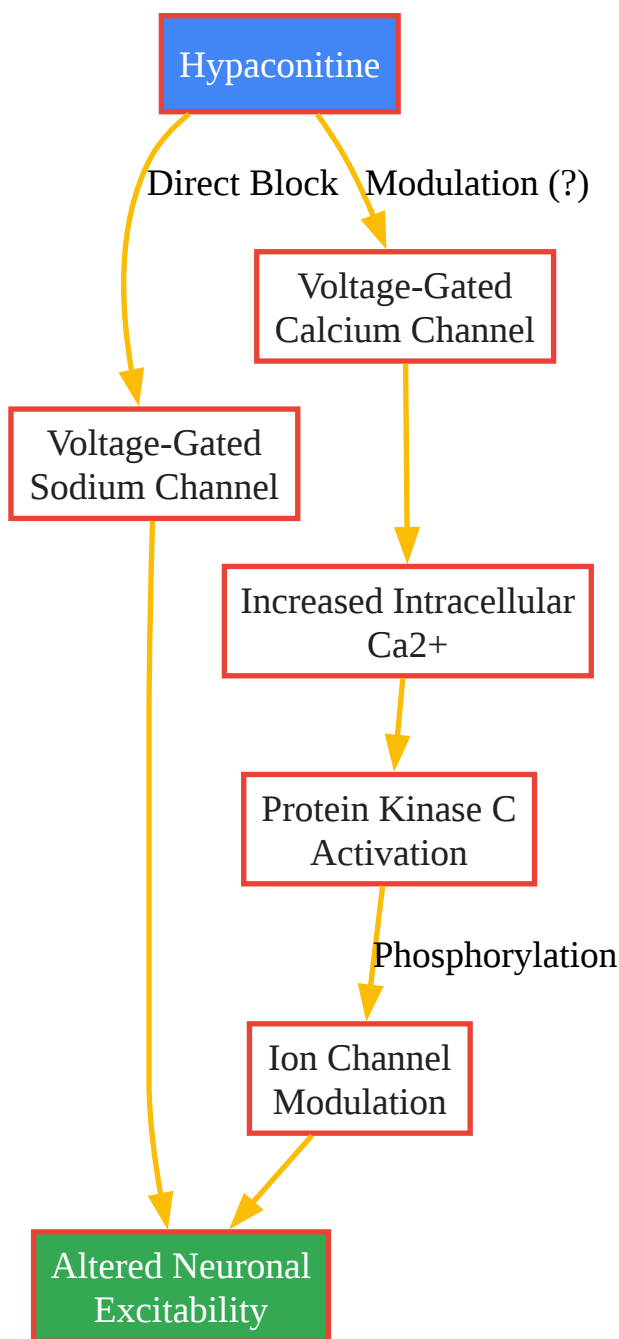 Hypaconitine
Direct Block
Modulation (?)
Voltage-Gated
Calcium Channel
Voltage-Gated
Sodium Channel
Increased Intracellular
Ca2+
Protein Kinase C
Activation
Phosphorylation
Ion Channel
Modulation
Altered Neuronal
Excitability